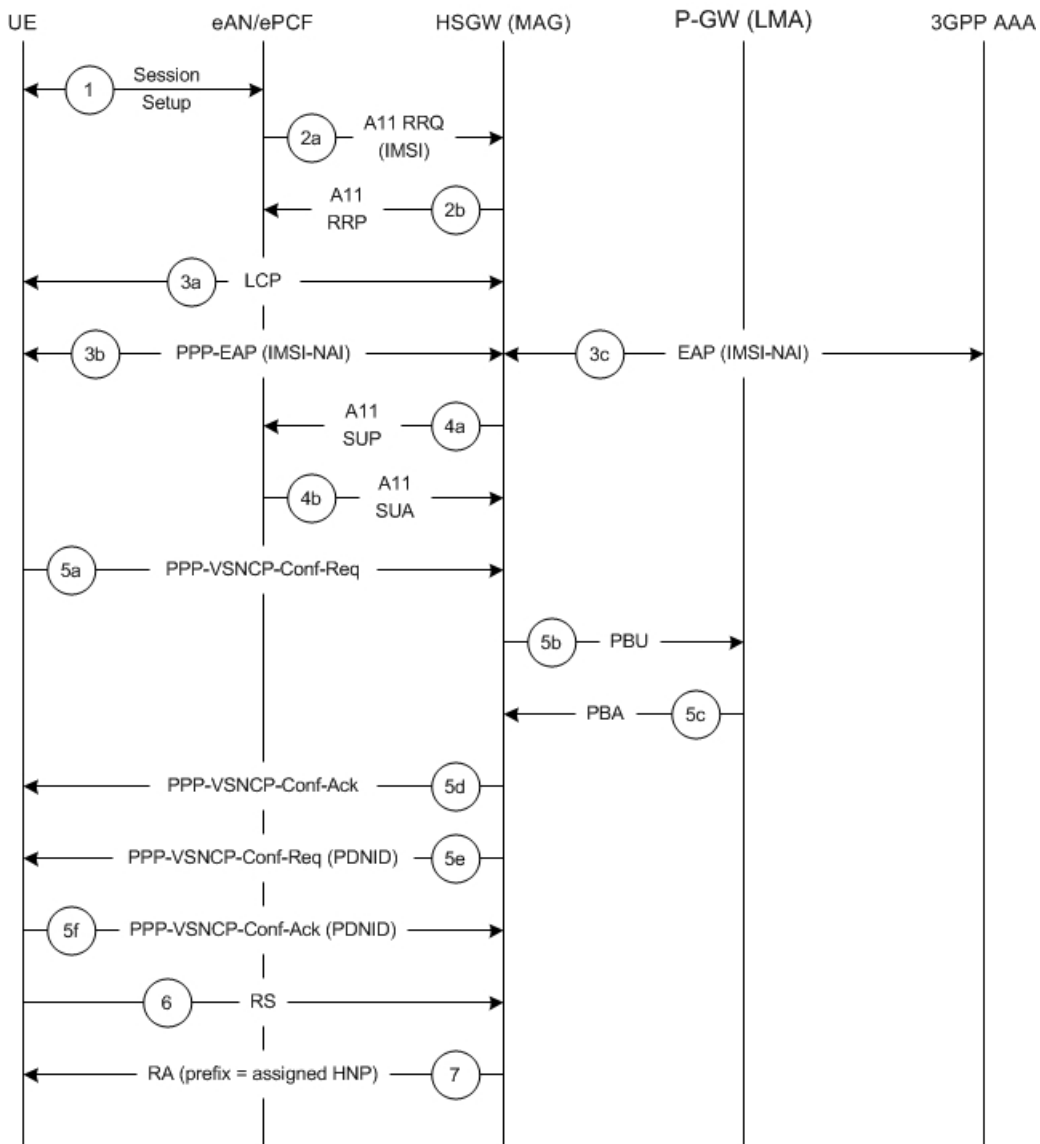 UE
eAN/ePCF
HSGW (MAG)
P-GW (LMA)
3GPP AAA
1
Session
Setup
2a
A11 RRQ
(IMSI)
A11
RRP
2b
3a
LCP
3b
PPP-EAP (IMSI-NAI)
3c
EAP (IMSI-NAI)
A11
SUP
4a
4b
A11
SUA
5a
PPP-VSNCP-Conf-Req
5b
PBU
PBA
5c
PPP-VSNCP-Conf-Ack
5d
PPP-VSNCP-Conf-Req (PDNID)
5e
5f
PPP-VSNCP-Conf-Ack (PDNID)
6
RS
RA (prefix = assigned HNP)
7